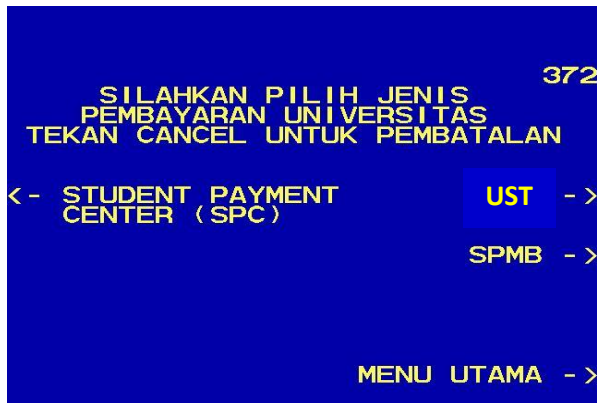 372
SILAHKAN PILIH JENIS
PEMBAYARAN UNIVERSITAS
TEKAN CANCEL UNTUK PEMBATALAN
<- STUDENT PAYMENT
CENTER (SPC)
UST ->
SPMB ->
MENU UTAMA ->